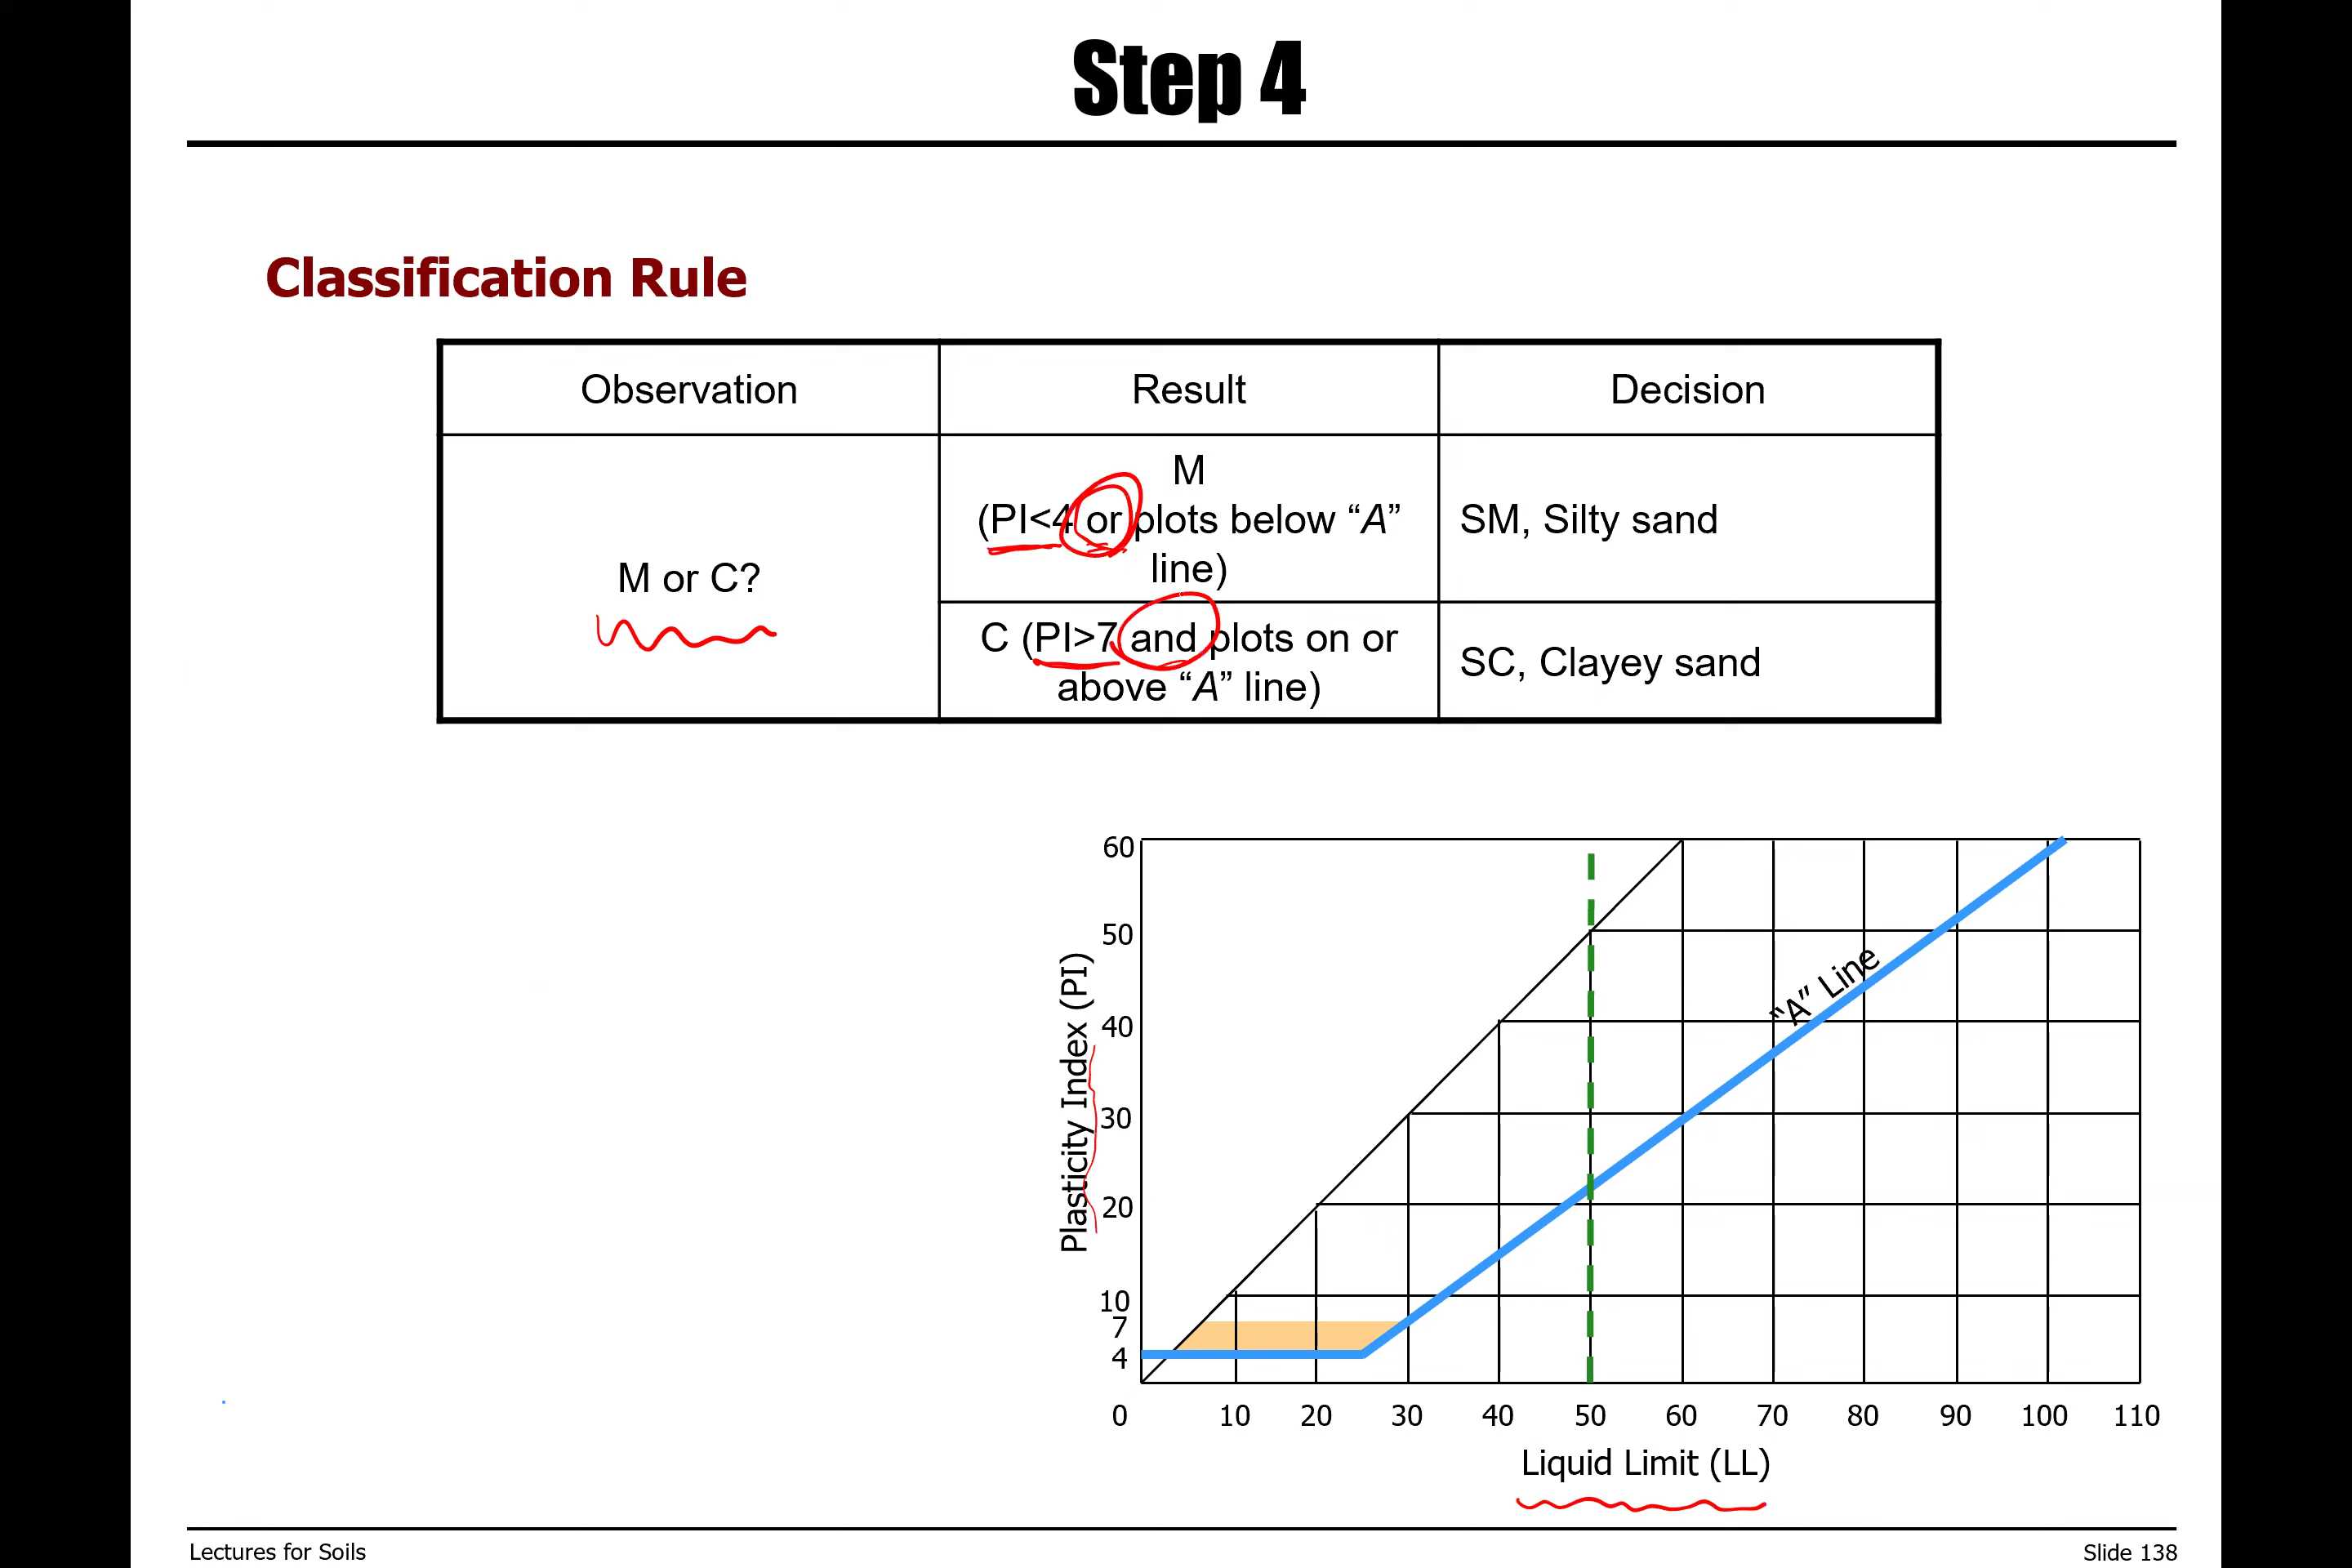 Step 4
Classification Rule
Observation
Result
Decision
M or C?
M
(PI<4 or plots below “A”
line)
SM, Silty sand
C (PI>7 and plots on or
above “A” line)
SC, Clayey sand
60
50
40
30
20
10
7
4
Plasticity Index (PI)
“A” Line
0 10 20 30 40 50 60 70 80 90 100 110
Liquid Limit (LL)
Lectures for Soils
Slide 138